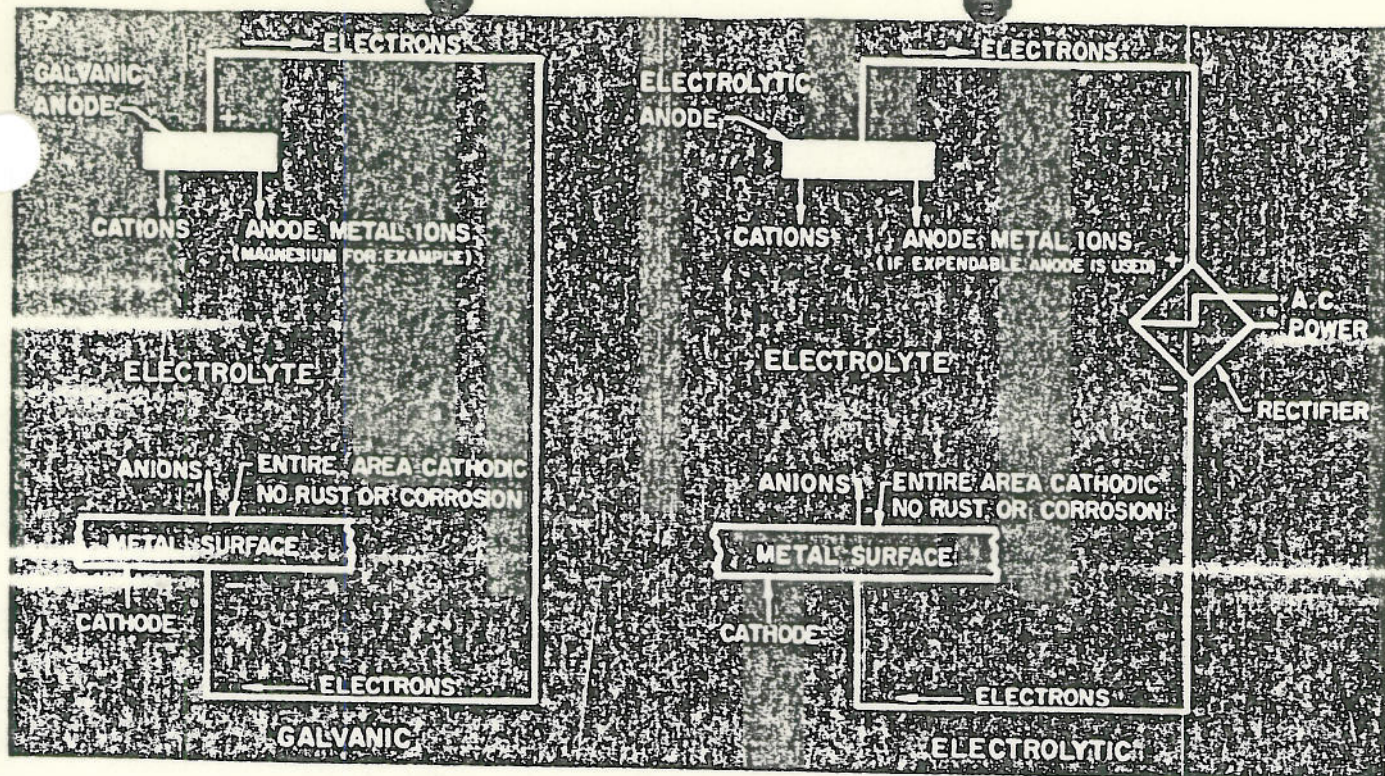 ELECTRONS
GALVANIC
ANODE
+
CATIONS
ANODE METAL IONS
(MAGNESIUM FOR EXAMPLE)
ELECTROLYTE
ANIONS
ENTIRE AREA CATHODIC
NO RUST OR CORROSION
METAL SURFACE
−
CATHODE
ELECTRONS
GALVANIC
ELECTRONS
ELECTROLYTIC
ANODE
CATIONS
ANODE METAL IONS
(IF EXPENDABLE ANODE IS USED)
+
A.C.
POWER
ELECTROLYTE
−
RECTIFIER
ANIONS
ENTIRE AREA CATHODIC
NO RUST OR CORROSION
METAL SURFACE
CATHODE
ELECTRONS
ELECTROLYTIC